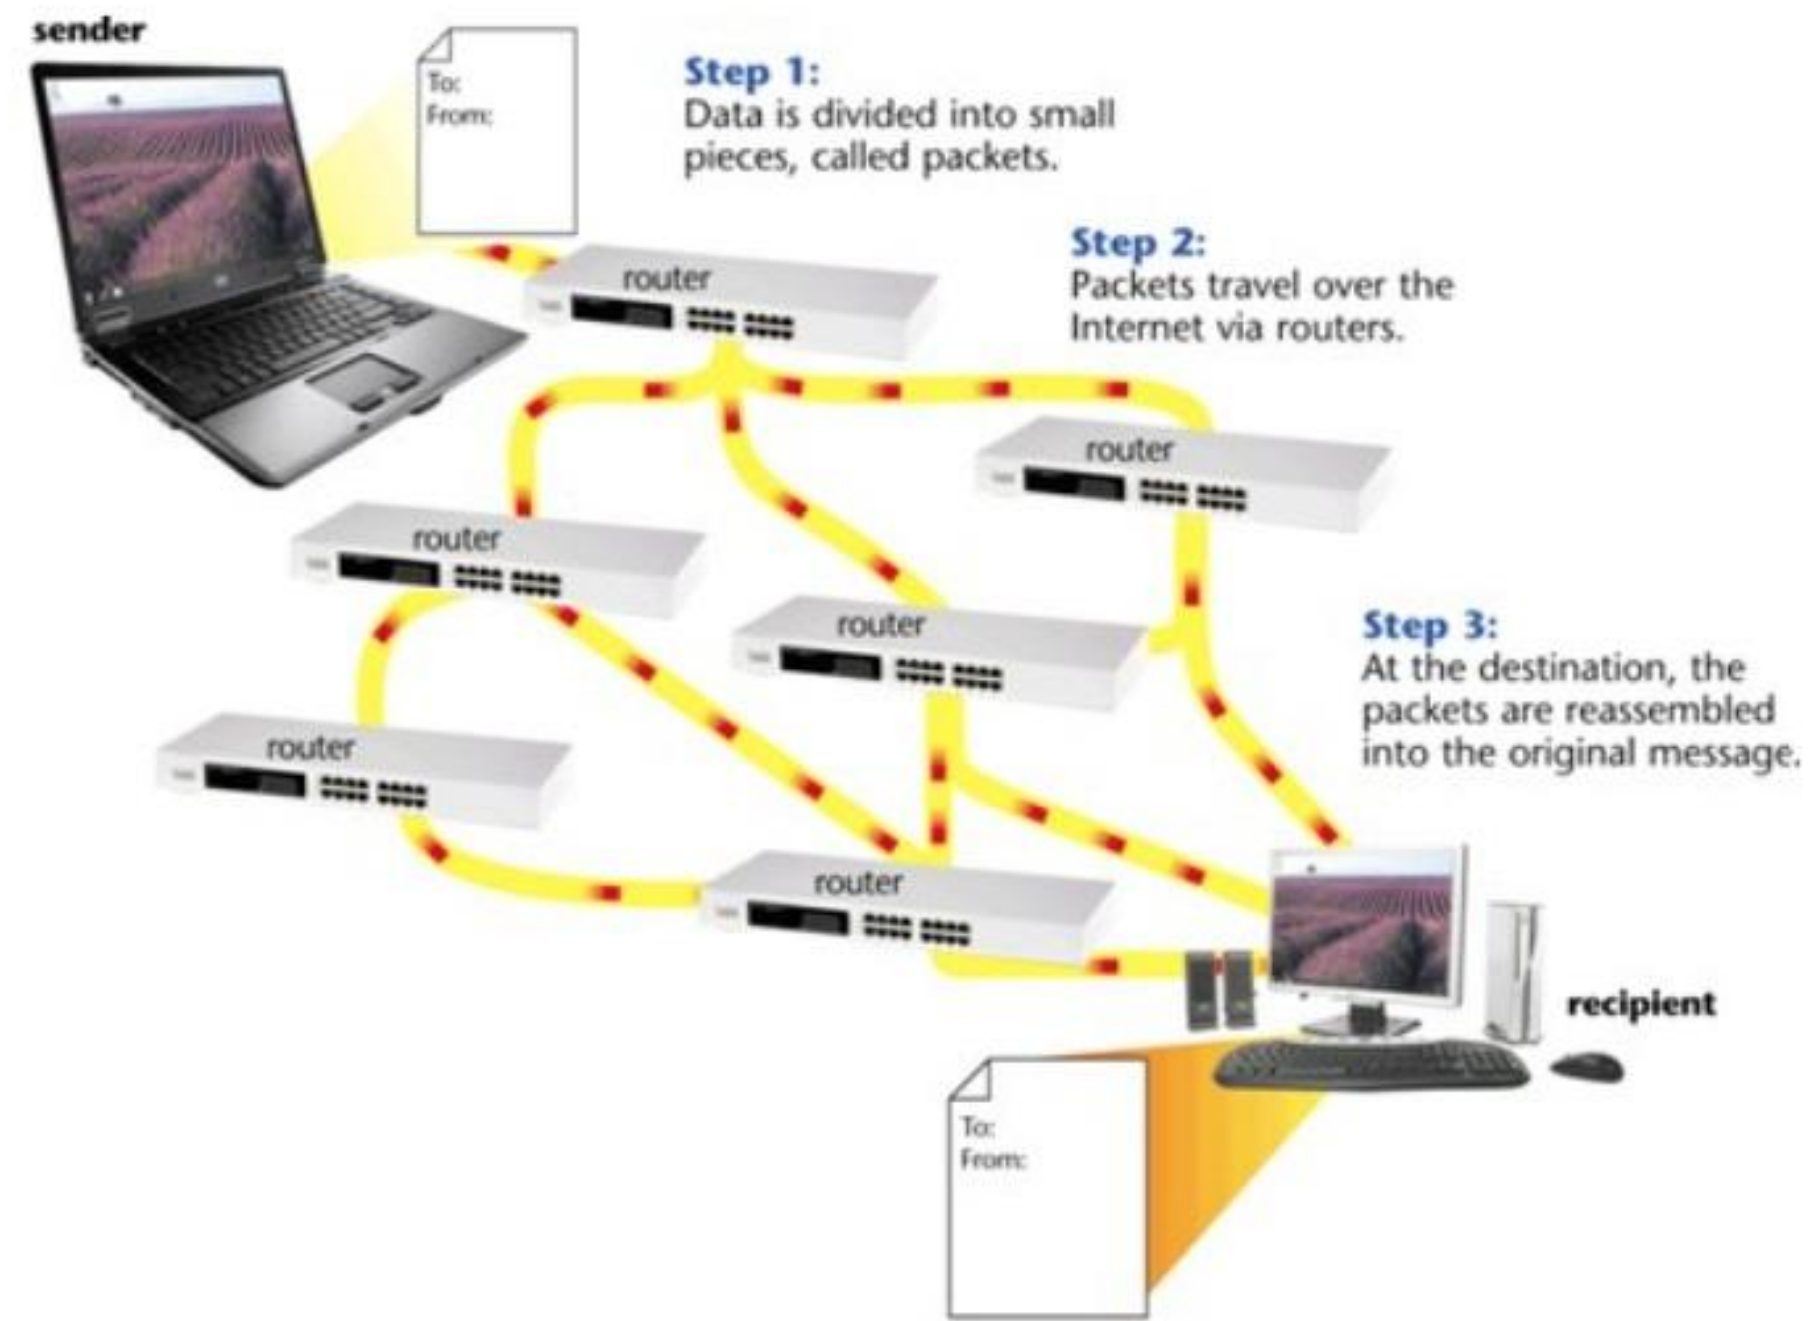 sender
To:
From:
Step 1:
Data is divided into small
pieces, called packets.
router
Step 2:
Packets travel over the
Internet via routers.
router
router
router
Step 3:
At the destination, the
packets are reassembled
into the original message.
router
router
recipient
To:
From: